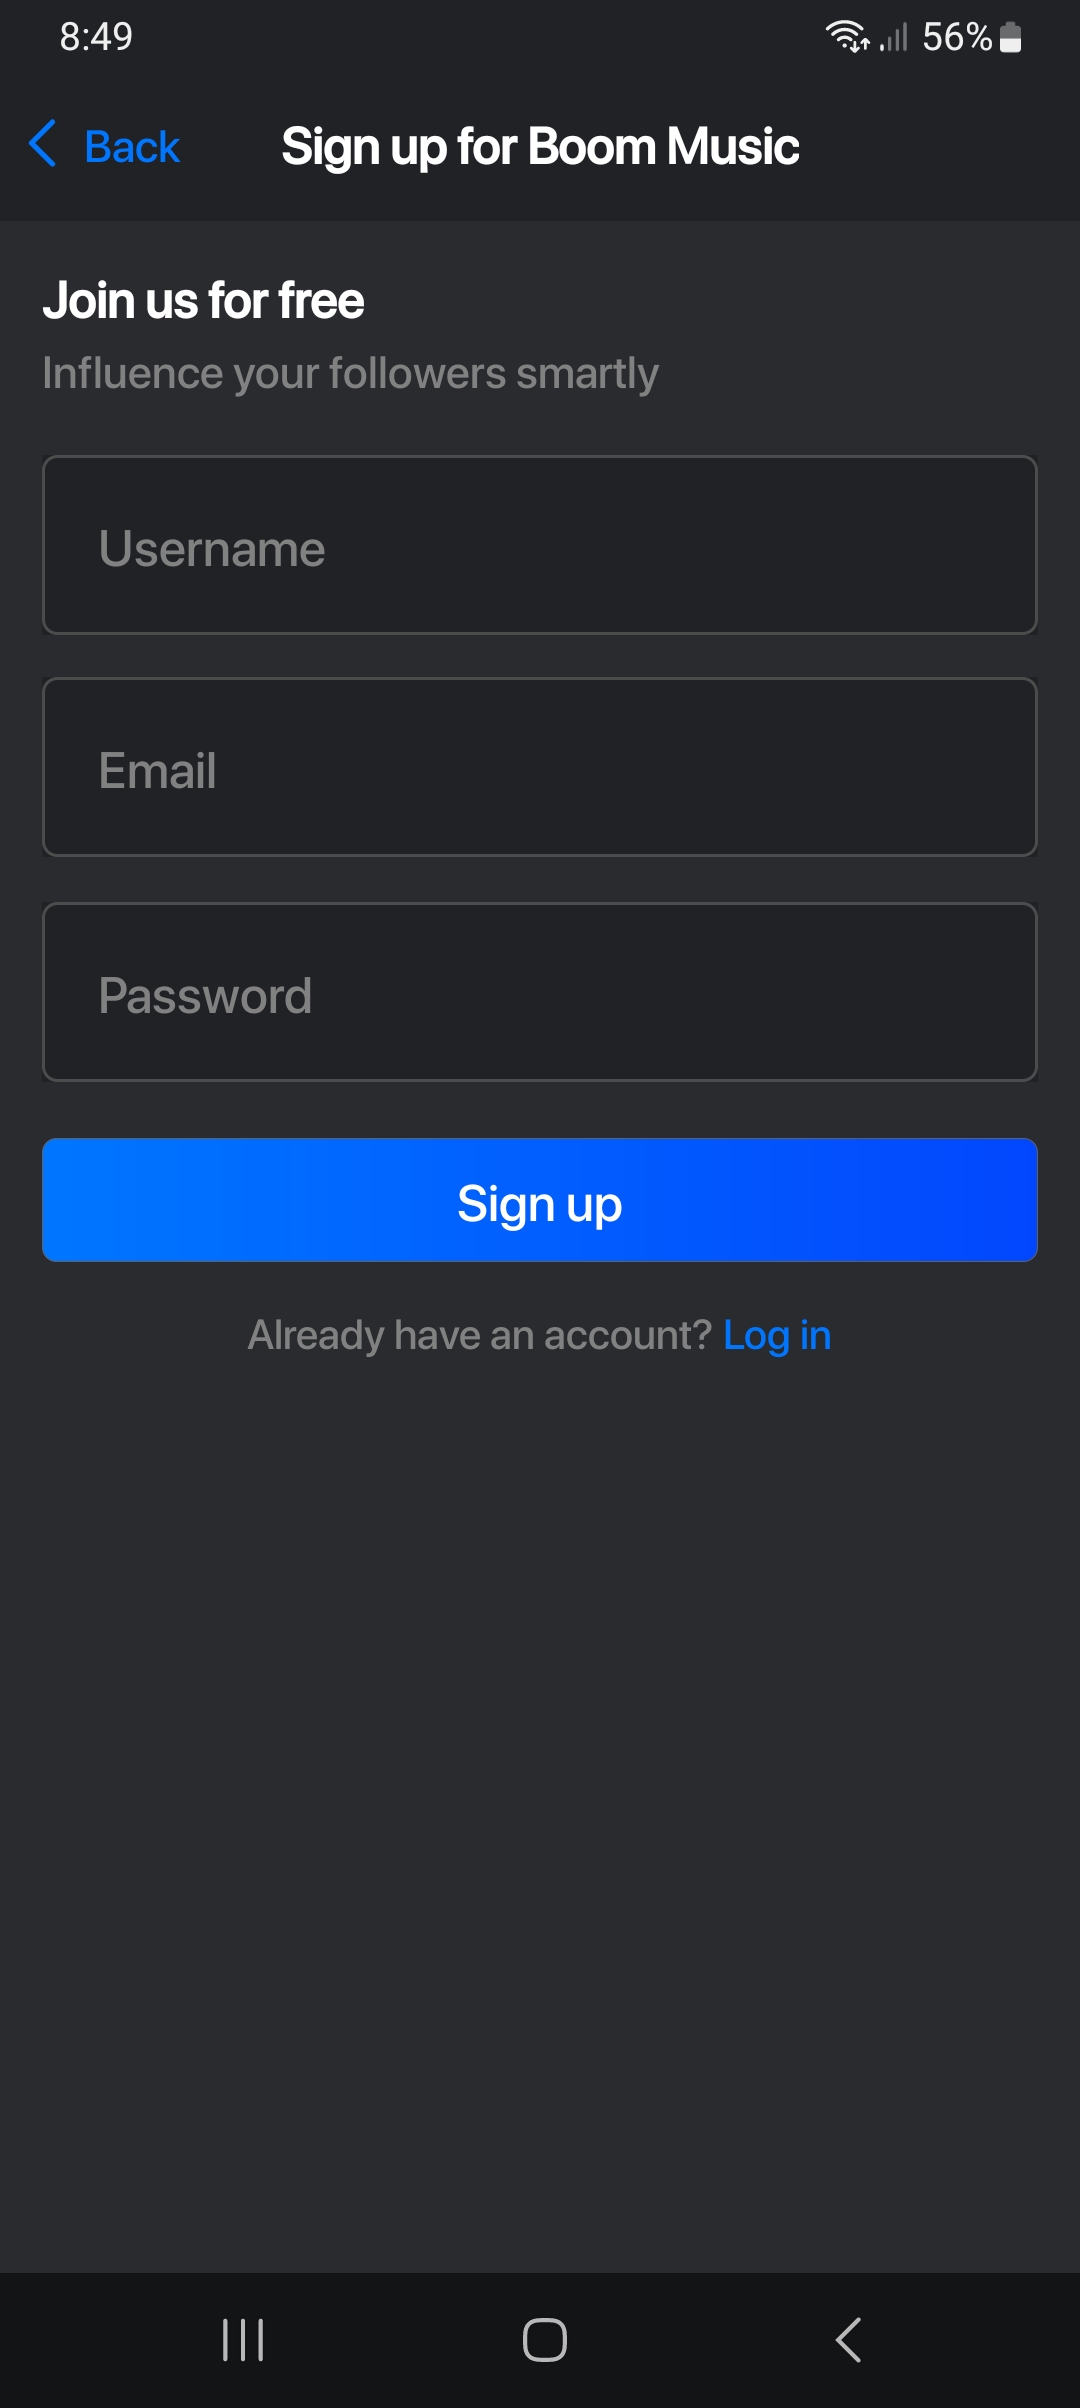 8:49 56%
Back Sign up for Boom Music
Join us for free
Influence your followers smartly
Username
Email
Password
Sign up
Already have an account? Log in